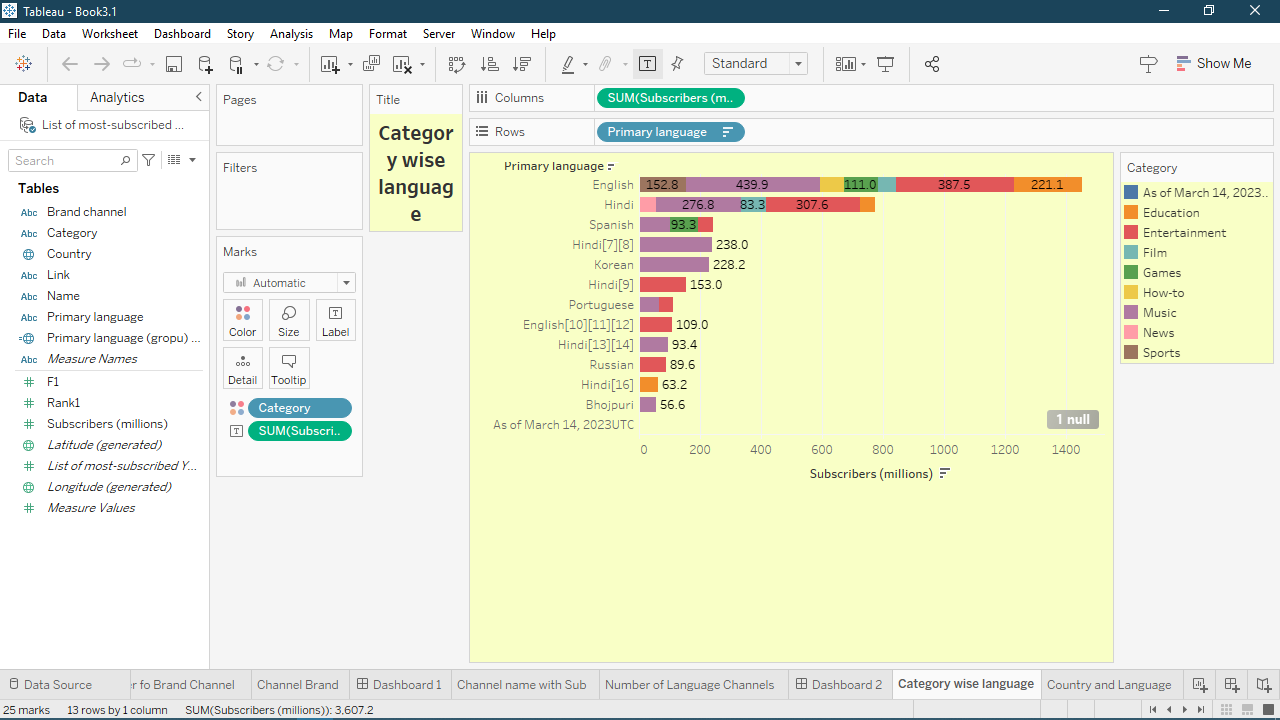 Tableau - Book3.1
File Data Worksheet Dashboard Story Analysis Map Format Server Window Help
Standard
Show Me
Data Analytics
List of most-subscribed ...
Search
Tables
Abc Brand channel
Abc Category
Country
Abc Link
Abc Name
Abc Primary language
Primary language (gropu) ...
Abc Measure Names
F1
Rank1
Subscribers (millions)
Latitude (generated)
List of most-subscribed Y...
Longitude (generated)
Measure Values
Pages
Filters
Marks
Automatic
Color Size Label
Detail Tooltip
Category
SUM(Subscri..
Title
Categor
y wise
languag
e
Columns SUM(Subscribers (m..
Rows Primary language
Primary language
English 152.8 439.9 111.0 387.5 221.1
Hindi 276.8 83.3 307.6
Spanish 93.3
Hindi[7][8] 238.0
Korean 228.2
Hindi[9] 153.0
Portuguese
English[10][11][12] 109.0
Hindi[13][14] 93.4
Russian 89.6
Hindi[16] 63.2
Bhojpuri 56.6
As of March 14, 2023UTC
1 null
0 200 400 600 800 1000 1200 1400
Subscribers (millions)
Category
As of March 14, 2023..
Education
Entertainment
Film
Games
How-to
Music
News
Sports
Data Source er fo Brand Channel Channel Brand Dashboard 1 Channel name with Sub Number of Language Channels Dashboard 2 Category wise language Country and Language
25 marks 13 rows by 1 column SUM(Subscribers (millions)): 3,607.2